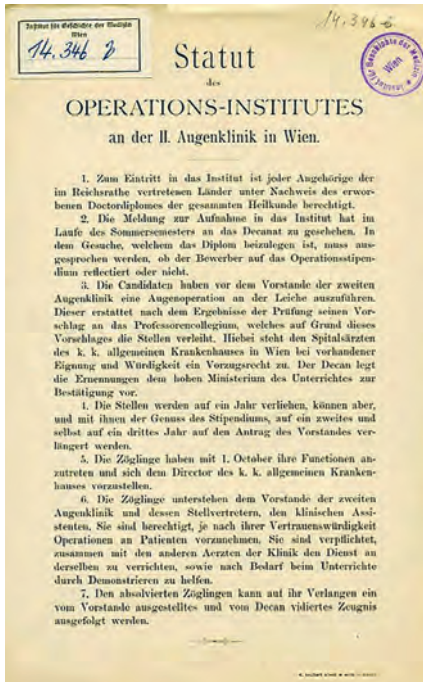 Institut für Geschichte der Medizin
Wien
14.346 b
14.346 b
Institut für Geschichte der Medizin
Wien
Statut
des
OPERATIONS-INSTITUTES
an der II. Augenklinik in Wien.
1. Zum Eintritt in das Institut ist jeder Angehörige der
im Reichsrathe vertretenen Länder unter Nachweis des erwor-
benen Doctordiplomes der gesammten Heilkunde berechtigt.
2. Die Meldung zur Aufnahme in das Institut hat im
Laufe des Sommersemesters an das Decanat zu geschehen. In
dem Gesuche, welchem das Diplom beizulegen ist, muss aus-
gesprochen werden, ob der Bewerber auf das Operationsstipen-
dium reflectiert oder nicht.
3. Die Candidaten haben vor dem Vorstande der zweiten
Augenklinik eine Augenoperation an der Leiche auszuführen.
Dieser erstattet nach dem Ergebnisse der Prüfung seinen Vor-
schlag an das Professorencollegium, welches auf Grund dieses
Vorschlages die Stellen verleiht. Hiebei steht den Spitalsärzten
des k. k. allgemeinen Krankenhauses in Wien bei vorhandener
Eignung und Würdigkeit ein Vorzugsrecht zu. Der Decan legt
die Ernennungen dem hohen Ministerium des Unterrichtes zur
Bestätigung vor.
4. Die Stellen werden auf ein Jahr verliehen, können aber,
und mit ihnen der Genuss des Stipendiums, auf ein zweites und
selbst auf ein drittes Jahr auf den Antrag des Vorstandes ver-
längert werden.
5. Die Zöglinge haben mit 1. October ihre Functionen an-
zutreten und sich dem Director des k. k. allgemeinen Kranken-
hauses vorzustellen.
6. Die Zöglinge unterstehen dem Vorstande der zweiten
Augenklinik und dessen Stellvertretern, den klinischen Assi-
stenten. Sie sind berechtigt, je nach ihrer Vertrauenswürdigkeit
Operationen an Patienten vorzunehmen. Sie sind verpflichtet,
zusammen mit den anderen Aerzten der Klinik den Dienst an
derselben zu verrichten, sowie nach Bedarf beim Unterrichte
durch Demonstrieren zu helfen.
7. Den absolvierten Zöglingen kann auf ihr Verlangen ein
vom Vorstande ausgestelltes und vom Decan vidiertes Zeugnis
ausgefolgt werden.